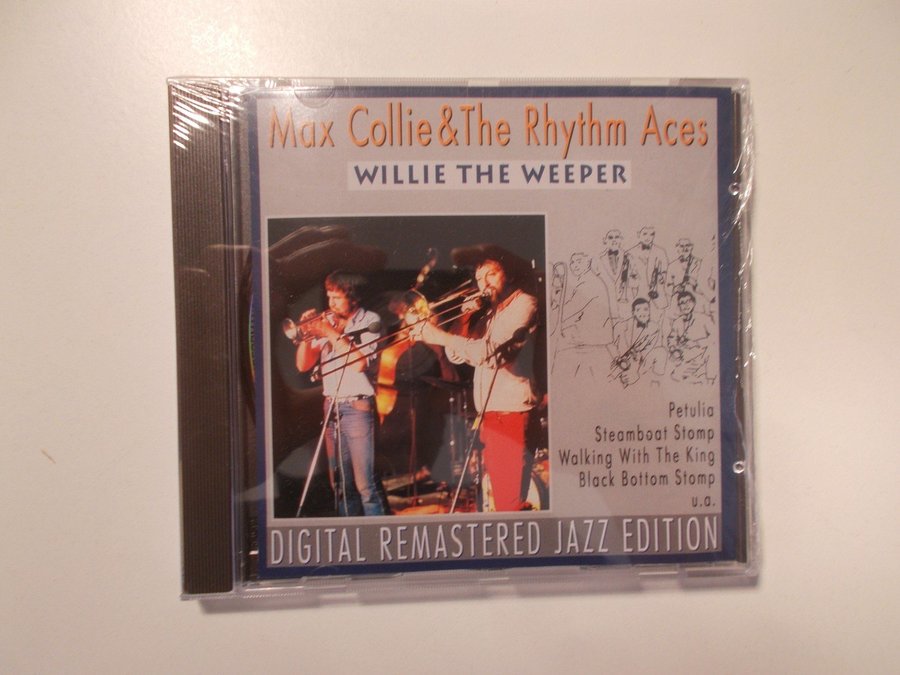 Max Collie & The Rhythm Aces
WILLIE THE WEEPER
Petulia
Steamboat Stomp
Walking With The King
Black Bottom Stomp
u.a.
DIGITAL REMASTERED JAZZ EDITION